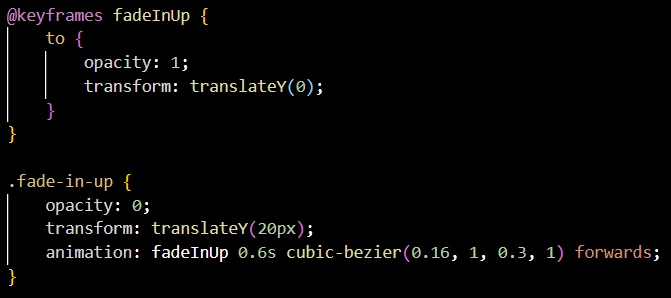 @keyframes fadeInUp {
    to {
        opacity: 1;
        transform: translateY(0);
    }
}

.fade-in-up {
    opacity: 0;
    transform: translateY(20px);
    animation: fadeInUp 0.6s cubic-bezier(0.16, 1, 0.3, 1) forwards;
}